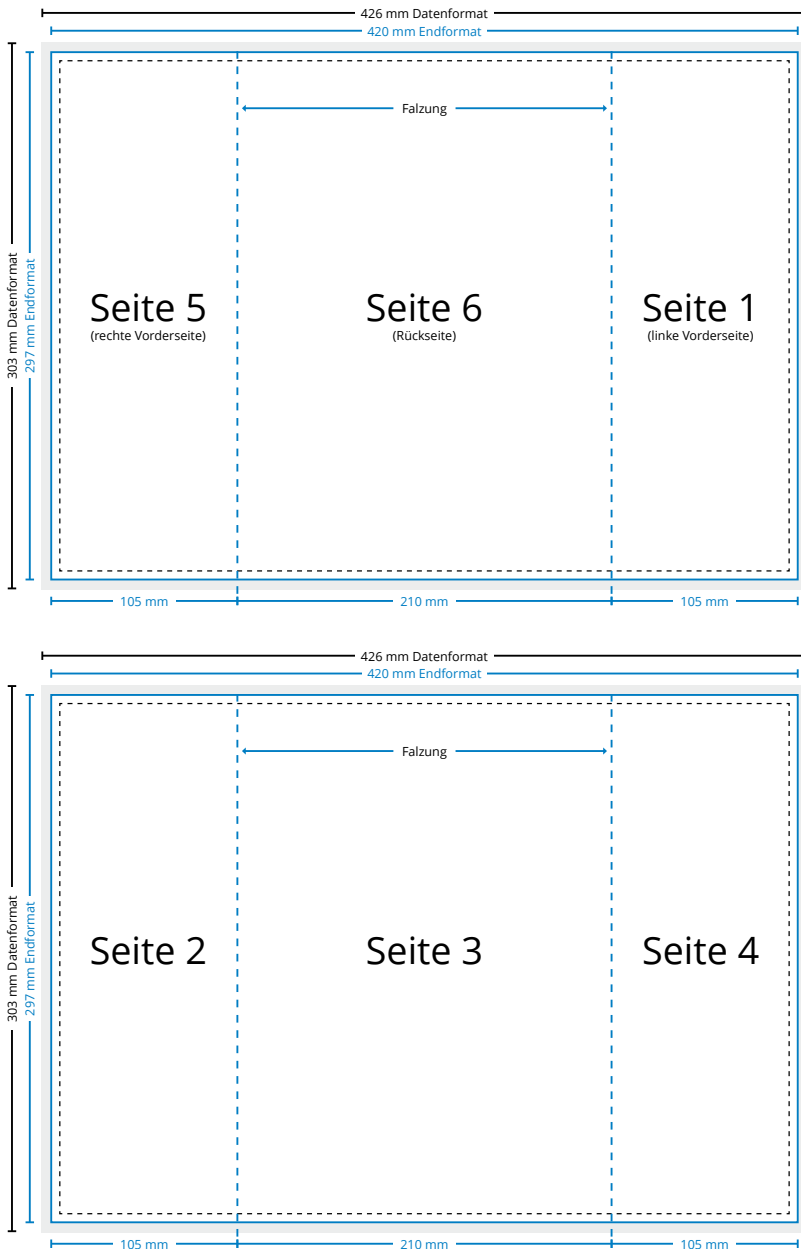 426 mm Datenformat
420 mm Endformat
Falzung
303 mm Datenformat
297 mm Endformat
Seite 5
(rechte Vorderseite)
Seite 6
(Rückseite)
Seite 1
(linke Vorderseite)
105 mm
210 mm
105 mm
426 mm Datenformat
420 mm Endformat
Falzung
303 mm Datenformat
297 mm Endformat
Seite 2
Seite 3
Seite 4
105 mm
210 mm
105 mm